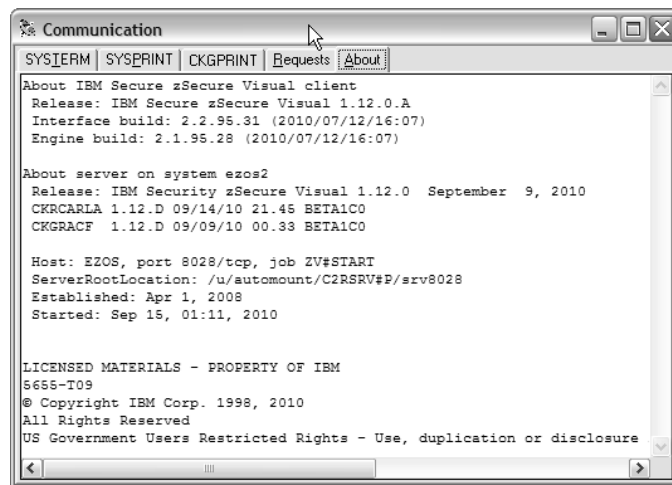 Communication
SYSTERM SYSPRINT CKGPRINT Requests About
About IBM Secure zSecure Visual client
Release: IBM Secure zSecure Visual 1.12.0.A
Interface build: 2.2.95.31 (2010/07/12/16:07)
Engine build: 2.1.95.28 (2010/07/12/16:07)
About server on system ezos2
Release: IBM Security zSecure Visual 1.12.0  September  9, 2010
CKRCARLA 1.12.D 09/14/10 21.45 BETA1C0
CKGRACF  1.12.D 09/09/10 00.33 BETA1C0
Host: EZOS, port 8028/tcp, job ZV#START
ServerRootLocation: /u/automount/C2RSRV#P/srv8028
Established: Apr 1, 2008
Started: Sep 15, 01:11, 2010
LICENSED MATERIALS - PROPERTY OF IBM
5655-T09
© Copyright IBM Corp. 1998, 2010
All Rights Reserved
US Government Users Restricted Rights - Use, duplication or disclosure